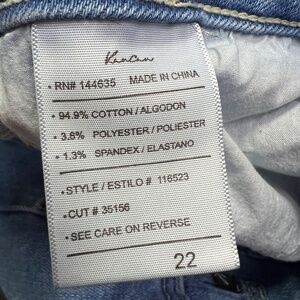 KanCan
• RN# 144635 MADE IN CHINA
• 94.9% COTTON / ALGODON
• 3.8% POLYESTER / POLIESTER
• 1.3% SPANDEX / ELASTANO
• STYLE / ESTILO # 116523
• CUT # 35156
• SEE CARE ON REVERSE
22